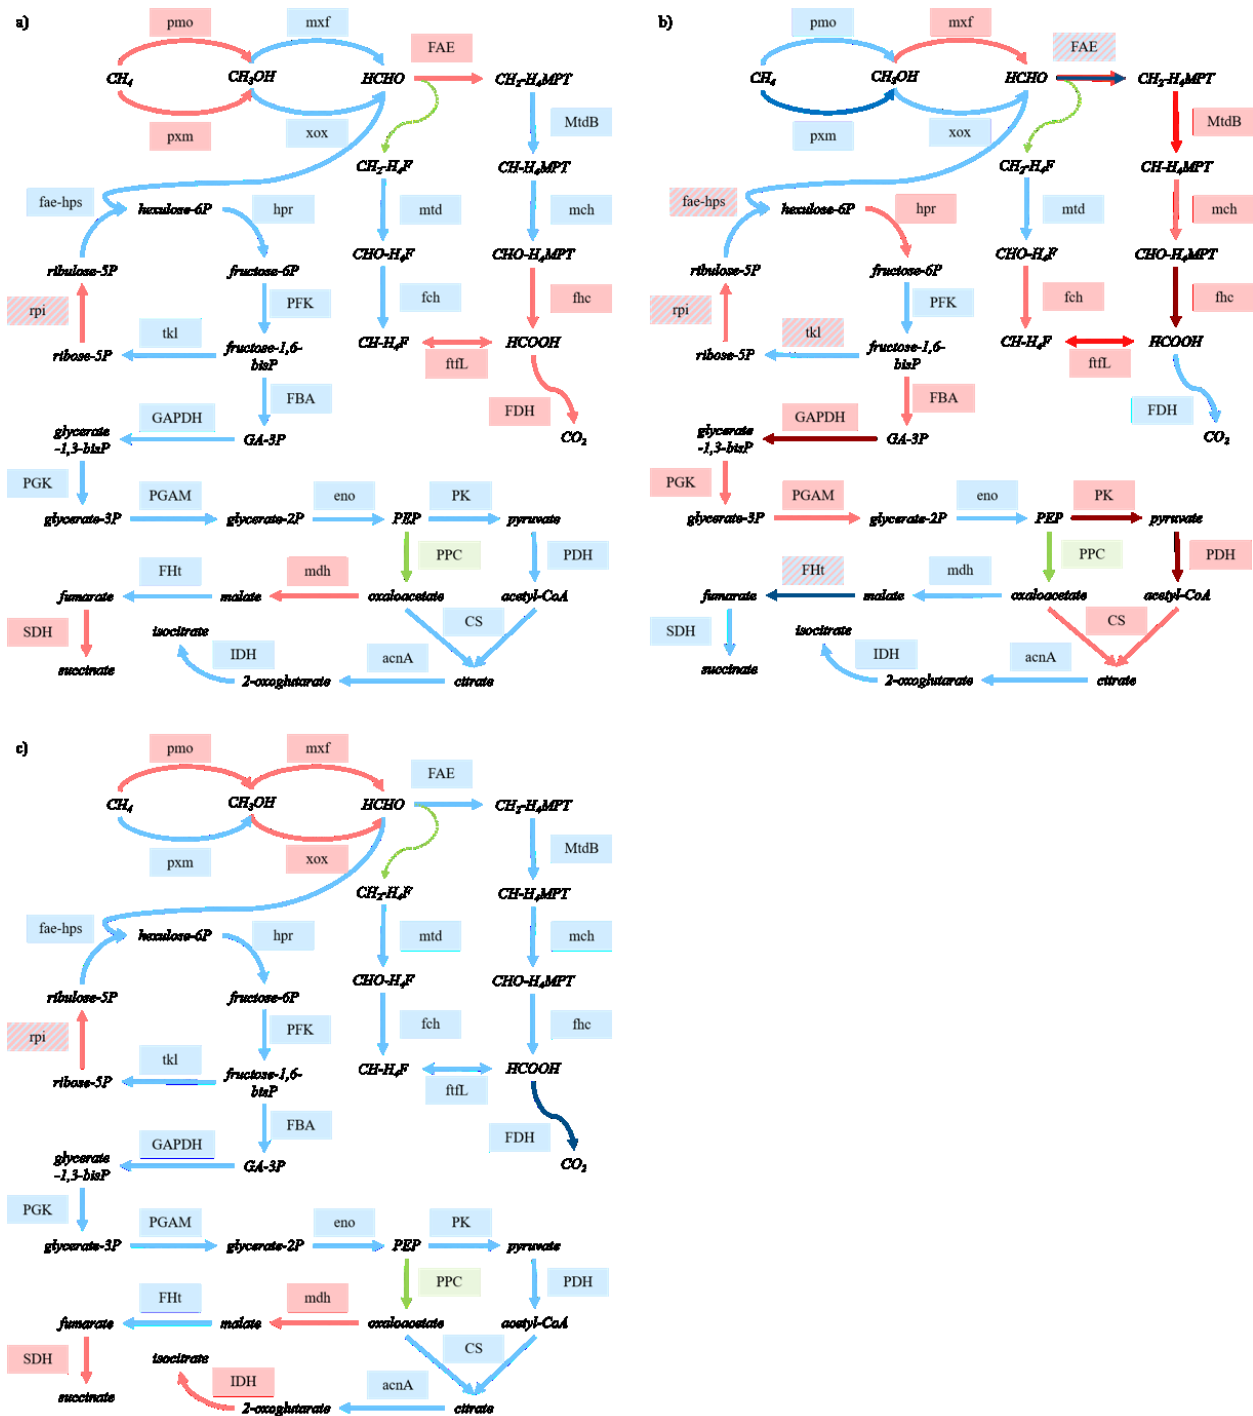 a)
pmo
mxf
FAE
CH₄
CH₃OH
HCHO
CH₂-H₄MPT
pxm
xox
MtdB
CH₂-H₄F
CH-H₄MPT
fae-hps
hexulose-6P
hpr
mtd
mch
ribulose-5P
fructose-6P
CHO-H₄F
CHO-H₄MPT
rpi
PFK
fch
fhc
tkl
ribose-5P
fructose-1,6-
bisP
CH-H₄F
HCOOH
ftfL
FBA
FDH
GAPDH
glycerate
-1,3-bisP
GA-3P
CO₂
PGK
PGAM
eno
PK
glycerate-3P
glycerate-2P
PEP
pyruvate
FHt
mdh
PPC
PDH
fumarate
malate
oxaloacetate
acetyl-CoA
SDH
isocitrate
CS
IDH
acnA
succinate
2-oxoglutarate
citrate
b)
pmo
mxf
FAE
CH₄
CH₃OH
HCHO
CH₂-H₄MPT
pxm
xox
MtdB
CH₂-H₄F
CH-H₄MPT
fae-hps
hexulose-6P
hpr
mtd
mch
ribulose-5P
fructose-6P
CHO-H₄F
CHO-H₄MPT
rpi
PFK
fch
fhc
tkl
ribose-5P
fructose-1,6-
bisP
CH-H₄F
HCOOH
ftfL
FBA
FDH
GAPDH
glycerate
-1,3-bisP
GA-3P
CO₂
PGK
PGAM
eno
PK
glycerate-3P
glycerate-2P
PEP
pyruvate
FHt
mdh
PPC
PDH
fumarate
malate
oxaloacetate
acetyl-CoA
SDH
isocitrate
CS
IDH
acnA
succinate
2-oxoglutarate
citrate
c)
pmo
mxf
FAE
CH₄
CH₃OH
HCHO
CH₂-H₄MPT
pxm
xox
MtdB
CH₂-H₄F
CH-H₄MPT
fae-hps
hexulose-6P
hpr
mtd
mch
ribulose-5P
fructose-6P
CHO-H₄F
CHO-H₄MPT
rpi
PFK
fch
fhc
tkl
ribose-5P
fructose-1,6-
bisP
CH-H₄F
HCOOH
ftfL
FBA
FDH
GAPDH
glycerate
-1,3-bisP
GA-3P
CO₂
PGK
PGAM
eno
PK
glycerate-3P
glycerate-2P
PEP
pyruvate
FHt
mdh
PPC
PDH
fumarate
malate
oxaloacetate
acetyl-CoA
SDH
isocitrate
CS
IDH
acnA
succinate
2-oxoglutarate
citrate